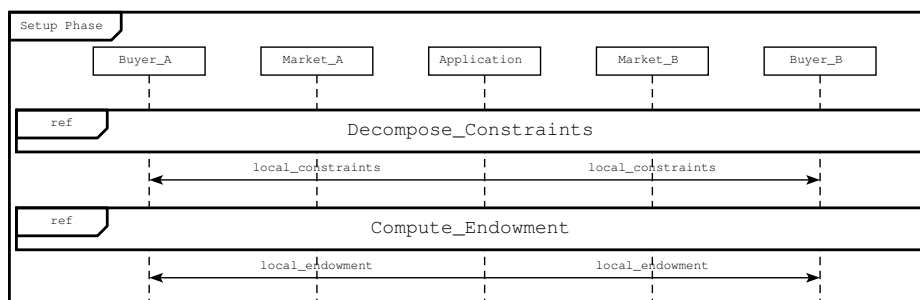 Setup Phase
Buyer_A Market_A Application Market_B Buyer_B
ref
Decompose_Constraints
local_constraints local_constraints
ref
Compute_Endowment
local_endowment local_endowment